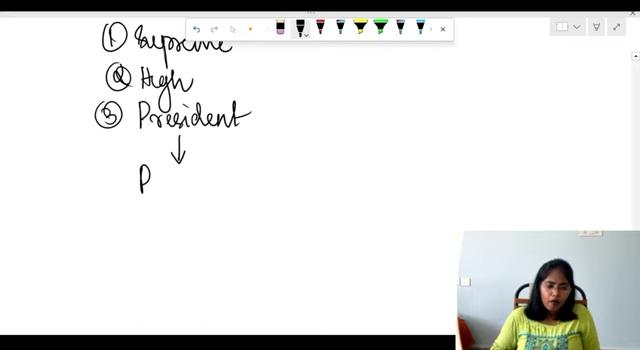 ① Supreme
② High
③ President
↓
P